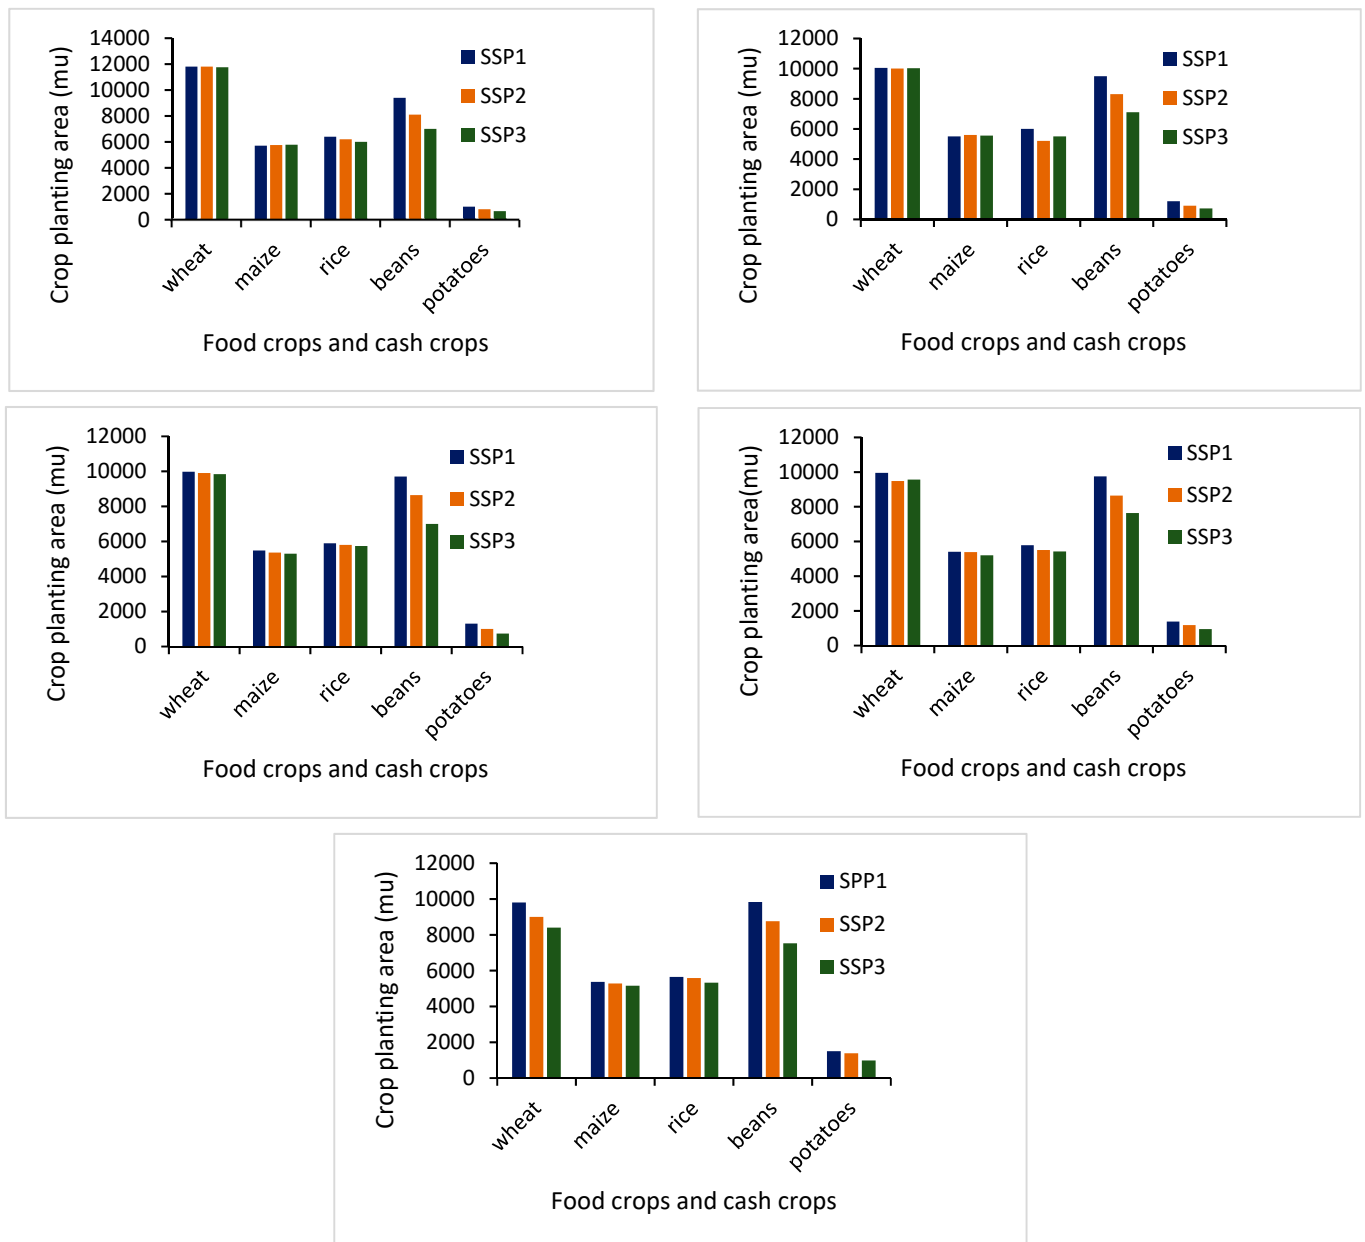 Crop planting area (mu)
14000
12000
10000
8000
6000
4000
2000
0
SSP1
SSP2
SSP3
wheat
maize
rice
beans
potatoes
Food crops and cash crops
Crop planting area (mu)
12000
10000
8000
6000
4000
2000
0
SSP1
SSP2
SSP3
wheat
maize
rice
beans
potatoes
Food crops and cash crops
Crop planting area (mu)
12000
10000
8000
6000
4000
2000
0
SSP1
SSP2
SSP3
wheat
maize
rice
beans
potatoes
Food crops and cash crops
Crop planting area(mu)
12000
10000
8000
6000
4000
2000
0
SSP1
SSP2
SSP3
wheat
maize
rice
beans
potatoes
Food crops and cash crops
Crop planting area (mu)
12000
10000
8000
6000
4000
2000
0
SPP1
SSP2
SSP3
wheat
maize
rice
beans
potatoes
Food crops and cash crops